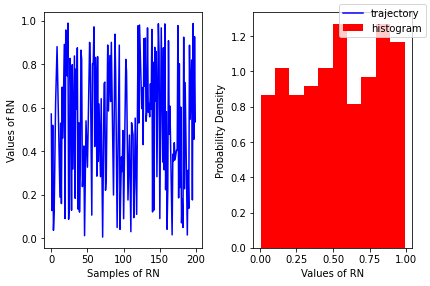 trajectory
histogram
Values of RN
1.0
0.8
0.6
0.4
0.2
0.0
0 50 100 150 200
Samples of RN
Probability Density
1.2
1.0
0.8
0.6
0.4
0.2
0.0
0.00 0.25 0.50 0.75 1.00
Values of RN